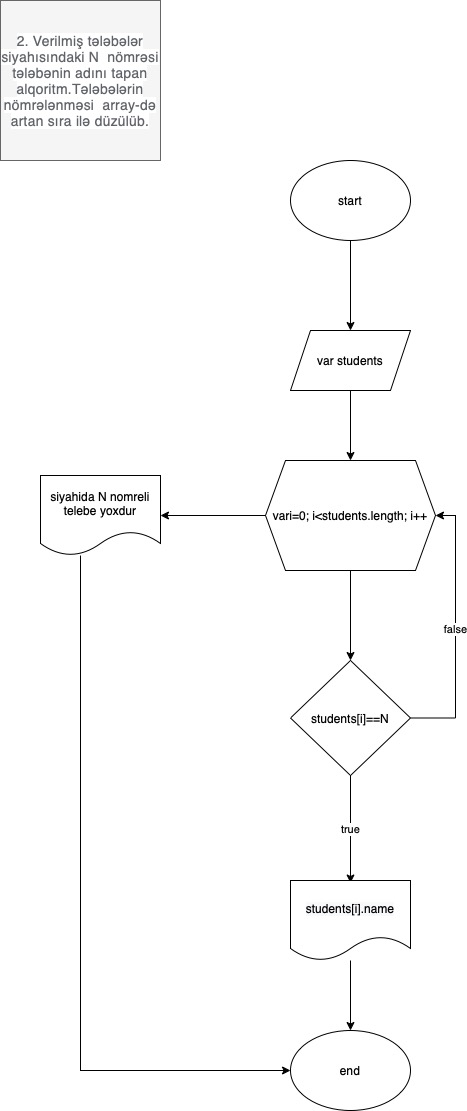 2. Verilmiş tələbələr
siyahısındaki N  nömrəsi
tələbənin adını tapan
alqoritm.Tələbələrin
nömrələnməsi  array-də
artan sıra ilə düzülüb.
start
var students
siyahida N nomreli
telebe yoxdur
vari=0; i<students.length; i++
false
students[i]==N
true
students[i].name
end